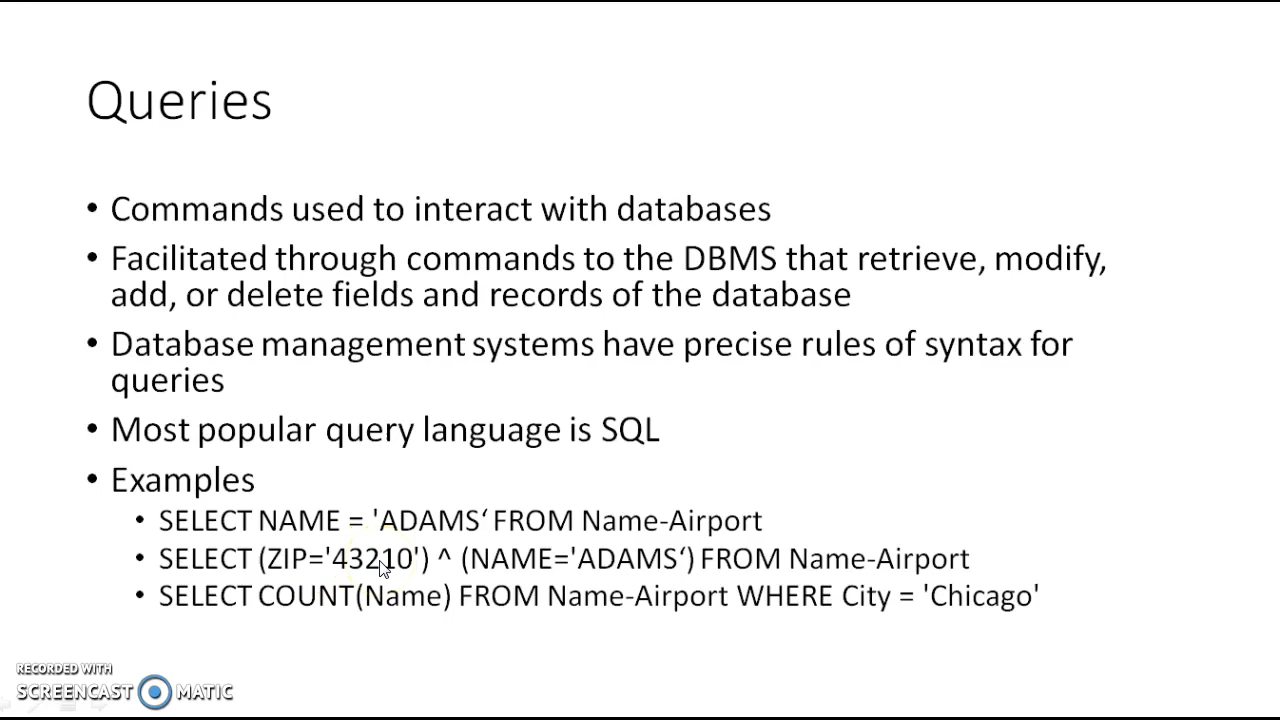 Queries
• Commands used to interact with databases
• Facilitated through commands to the DBMS that retrieve, modify,
add, or delete fields and records of the database
• Database management systems have precise rules of syntax for
queries
• Most popular query language is SQL
• Examples
• SELECT NAME = 'ADAMS‘ FROM Name-Airport
• SELECT (ZIP='43210') ^ (NAME='ADAMS‘) FROM Name-Airport
• SELECT COUNT(Name) FROM Name-Airport WHERE City = 'Chicago'
RECORDED WITH
SCREENCAST MATIC